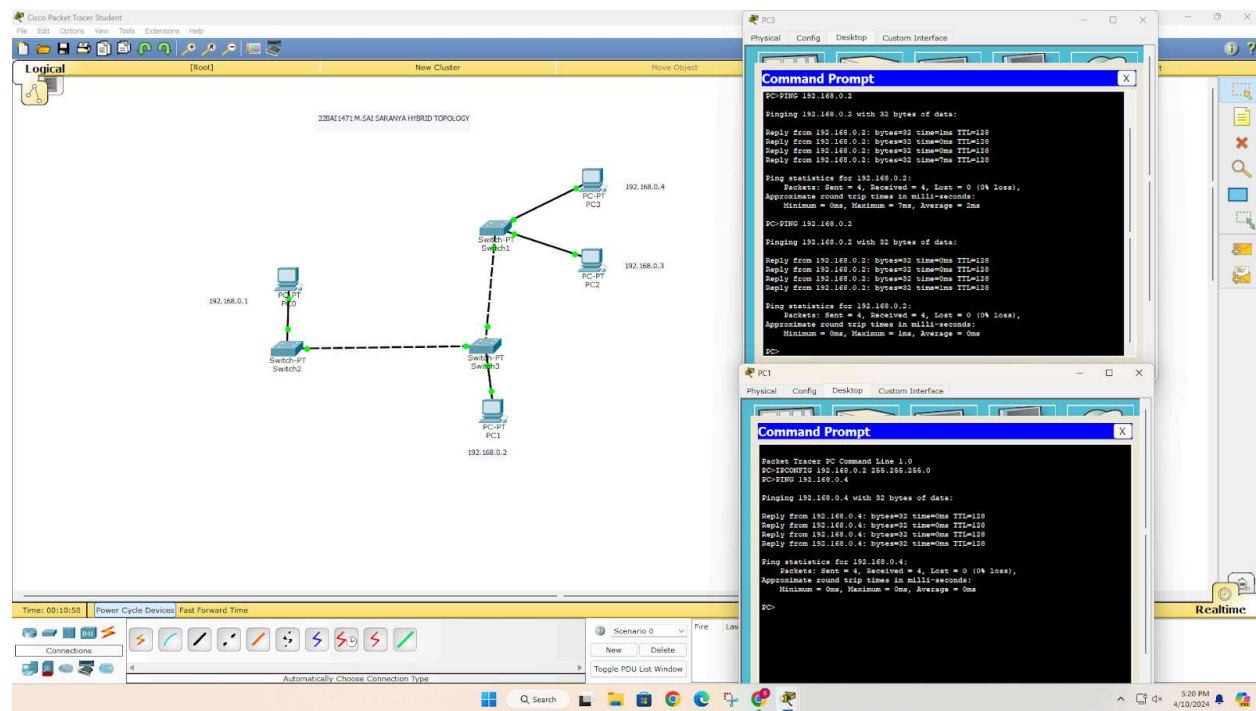 Cisco Packet Tracer Student
File Edit Options View Tools Extensions Help
Logical
[Root]
New Cluster
Move Object
22BAI1471 M.SAI SARANYA HYBRID TOPOLOGY
PC-PT
PC3
192.168.0.4
Switch-PT
Switch1
PC-PT
PC2
192.168.0.3
192.168.0.1
PC-PT
PC0
Switch-PT
Switch2
Switch-PT
Switch3
PC-PT
PC1
192.168.0.2
PC3
Physical Config Desktop Custom Interface
Command Prompt
X
PC>PING 192.168.0.2
Pinging 192.168.0.2 with 32 bytes of data:
Reply from 192.168.0.2: bytes=32 time=1ms TTL=128
Reply from 192.168.0.2: bytes=32 time=0ms TTL=128
Reply from 192.168.0.2: bytes=32 time=0ms TTL=128
Reply from 192.168.0.2: bytes=32 time=7ms TTL=128
Ping statistics for 192.168.0.2:
Packets: Sent = 4, Received = 4, Lost = 0 (0% loss),
Approximate round trip times in milli-seconds:
Minimum = 0ms, Maximum = 7ms, Average = 2ms
PC>PING 192.168.0.2
Pinging 192.168.0.2 with 32 bytes of data:
Reply from 192.168.0.2: bytes=32 time=0ms TTL=128
Reply from 192.168.0.2: bytes=32 time=0ms TTL=128
Reply from 192.168.0.2: bytes=32 time=0ms TTL=128
Reply from 192.168.0.2: bytes=32 time=1ms TTL=128
Ping statistics for 192.168.0.2:
Packets: Sent = 4, Received = 4, Lost = 0 (0% loss),
Approximate round trip times in milli-seconds:
Minimum = 0ms, Maximum = 1ms, Average = 0ms
PC>
PC1
Physical Config Desktop Custom Interface
Command Prompt
X
Packet Tracer PC Command Line 1.0
PC>IPCONFIG 192.168.0.2 255.255.255.0
PC>PING 192.168.0.4
Pinging 192.168.0.4 with 32 bytes of data:
Reply from 192.168.0.4: bytes=32 time=0ms TTL=128
Reply from 192.168.0.4: bytes=32 time=0ms TTL=128
Reply from 192.168.0.4: bytes=32 time=0ms TTL=128
Reply from 192.168.0.4: bytes=32 time=0ms TTL=128
Ping statistics for 192.168.0.4:
Packets: Sent = 4, Received = 4, Lost = 0 (0% loss),
Approximate round trip times in milli-seconds:
Minimum = 0ms, Maximum = 0ms, Average = 0ms
PC>
Time: 00:10:58 Power Cycle Devices Fast Forward Time
Realtime
Connections
Automatically Choose Connection Type
Scenario 0
New Delete
Toggle PDU List Window
Fire Las
Search
5:20 PM
4/10/2024